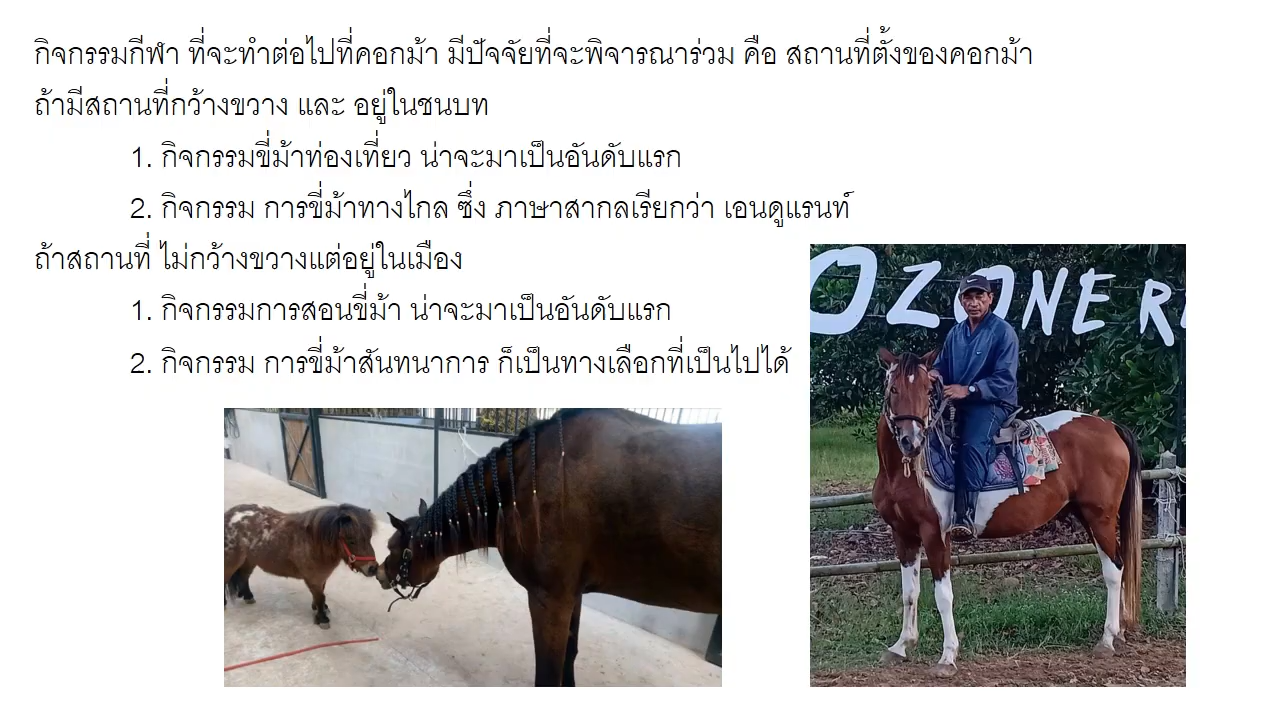 กิจกรรมกีฬา ที่จะทำต่อไปที่คอกม้า มีปัจจัยที่จะพิจารณาร่วม คือ สถานที่ตั้งของคอกม้า
ถ้ามีสถานที่กว้างขวาง และ อยู่ในชนบท
1. กิจกรรมขี่ม้าท่องเที่ยว น่าจะมาเป็นอันดับแรก
2. กิจกรรม การขี่ม้าทางไกล ซึ่ง ภาษาสากลเรียกว่า เอนดูแรนท์
ถ้าสถานที่ ไม่กว้างขวางแต่อยู่ในเมือง
1. กิจกรรมการสอนขี่ม้า น่าจะมาเป็นอันดับแรก
2. กิจกรรม การขี่ม้าสันทนาการ ก็เป็นทางเลือกที่เป็นไปได้
OZONE R